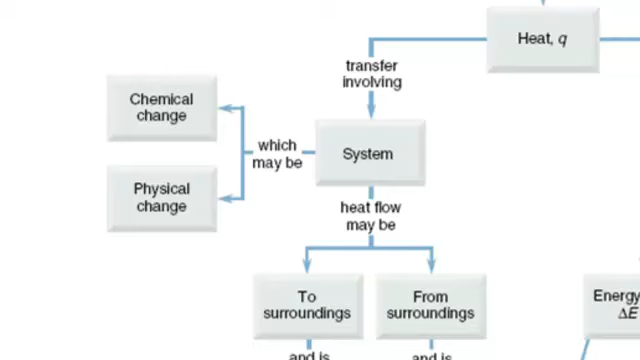 Heat, q
transfer
involving
Chemical
change
which
may be
System
Physical
change
heat flow
may be
To
surroundings
From
surroundings
Energy
ΔE
and is
and is